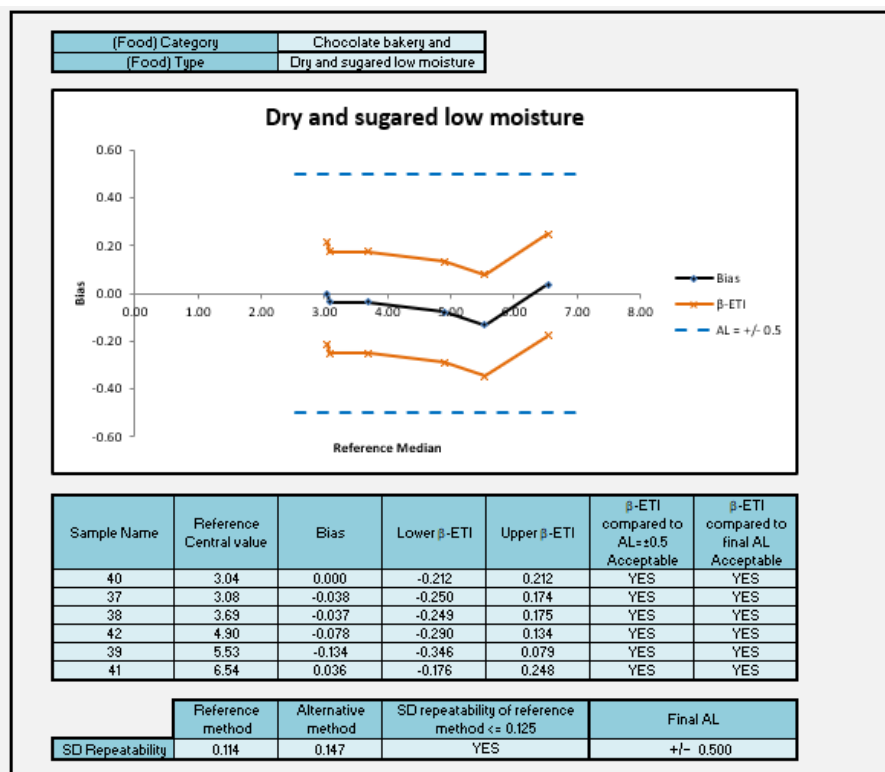 (Food) Category Chocolate bakery and
(Food) Type Dry and sugared low moisture
Dry and sugared low moisture
0.60
0.40
0.20
0.00
-0.20
-0.40
-0.60
Bias
0.00 1.00 2.00 3.00 4.00 5.00 6.00 7.00 8.00
Reference Median
Bias
β-ETI
AL = +/- 0.5
Sample Name Reference Central value Bias Lower β-ETI Upper β-ETI β-ETI compared to AL=±0.5 Acceptable β-ETI compared to final AL Acceptable
40 3.04 0.000 -0.212 0.212 YES YES
37 3.08 -0.038 -0.250 0.174 YES YES
38 3.69 -0.037 -0.249 0.175 YES YES
42 4.90 -0.078 -0.290 0.134 YES YES
39 5.53 -0.134 -0.346 0.079 YES YES
41 6.54 0.036 -0.176 0.248 YES YES
Reference method Alternative method SD repeatability of reference method <= 0.125 Final AL
SD Repeatability 0.114 0.147 YES +/- 0.500